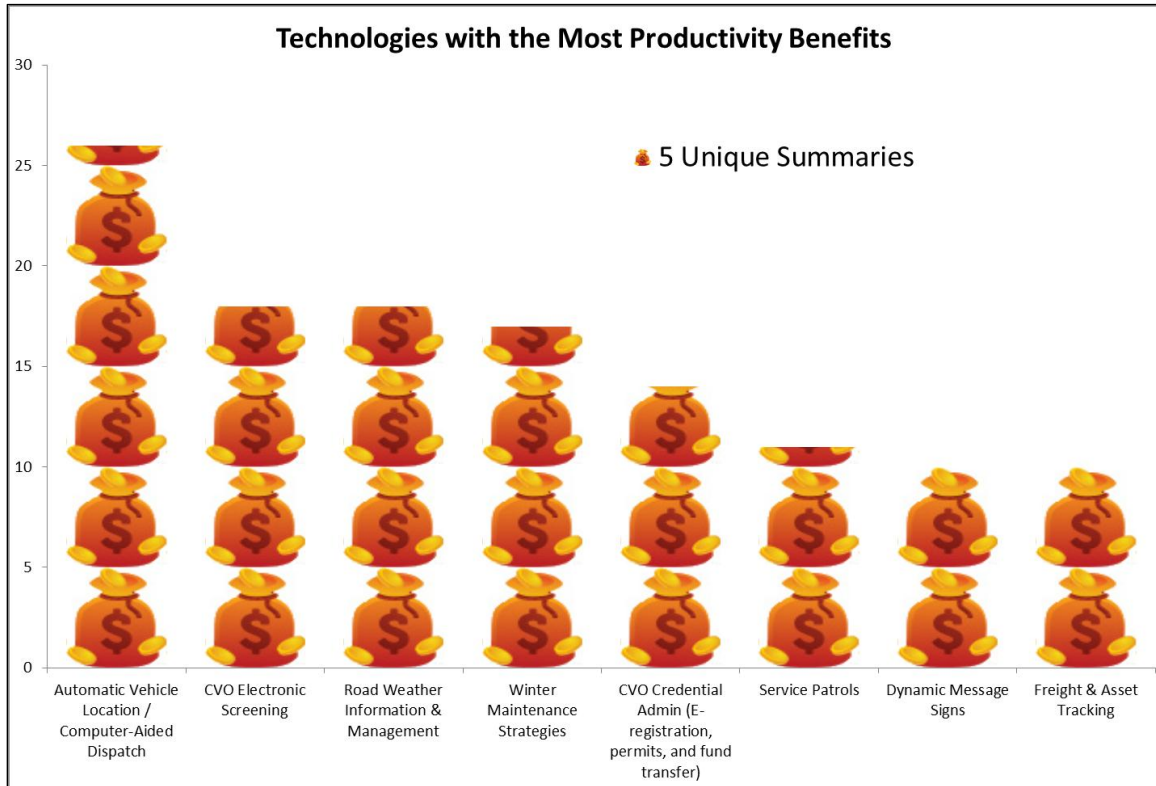 Technologies with the Most Productivity Benefits
30
5 Unique Summaries
25
20
15
10
5
0
Automatic Vehicle
Location /
Computer-Aided
Dispatch
CVO Electronic
Screening
Road Weather
Information &
Management
Winter
Maintenance
Strategies
CVO Credential
Admin (E-
registration,
permits, and fund
transfer)
Service Patrols
Dynamic Message
Signs
Freight & Asset
Tracking